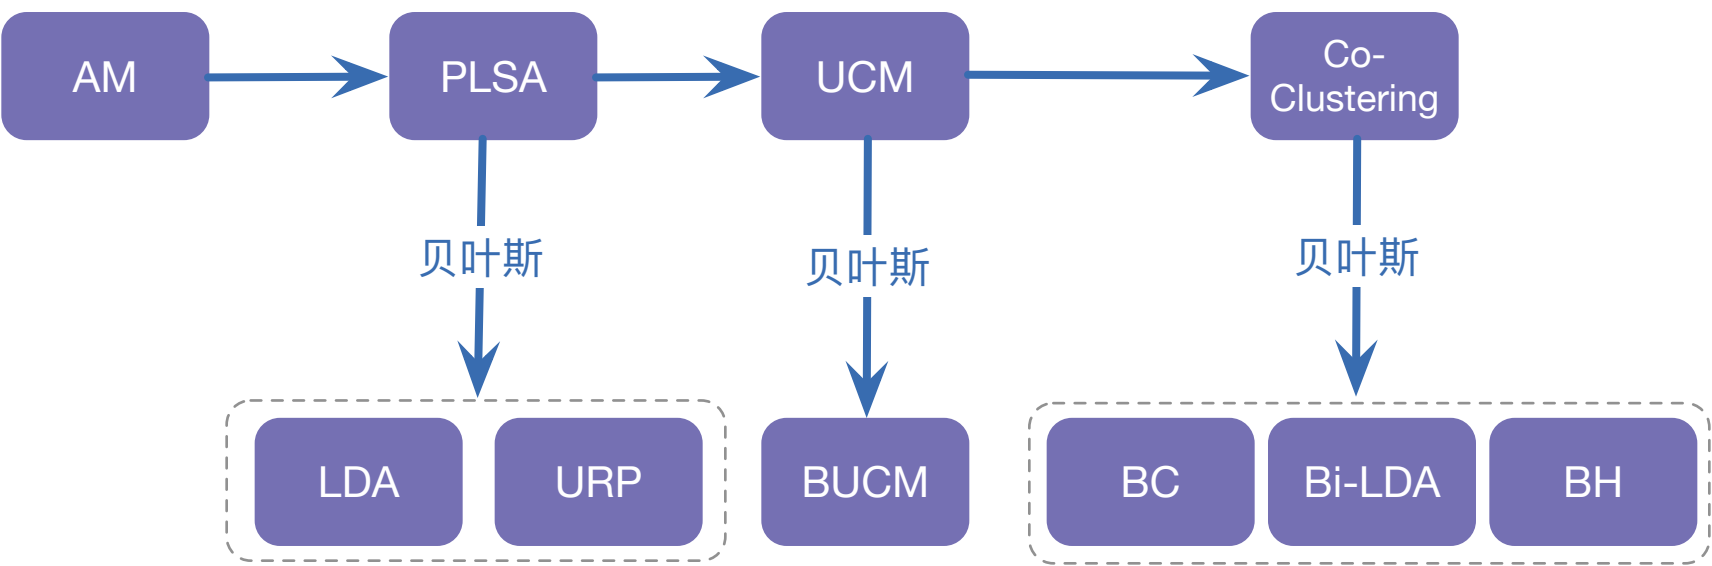 AM
PLSA
UCM
Co-
Clustering
贝叶斯
贝叶斯
贝叶斯
LDA
URP
BUCM
BC
Bi-LDA
BH